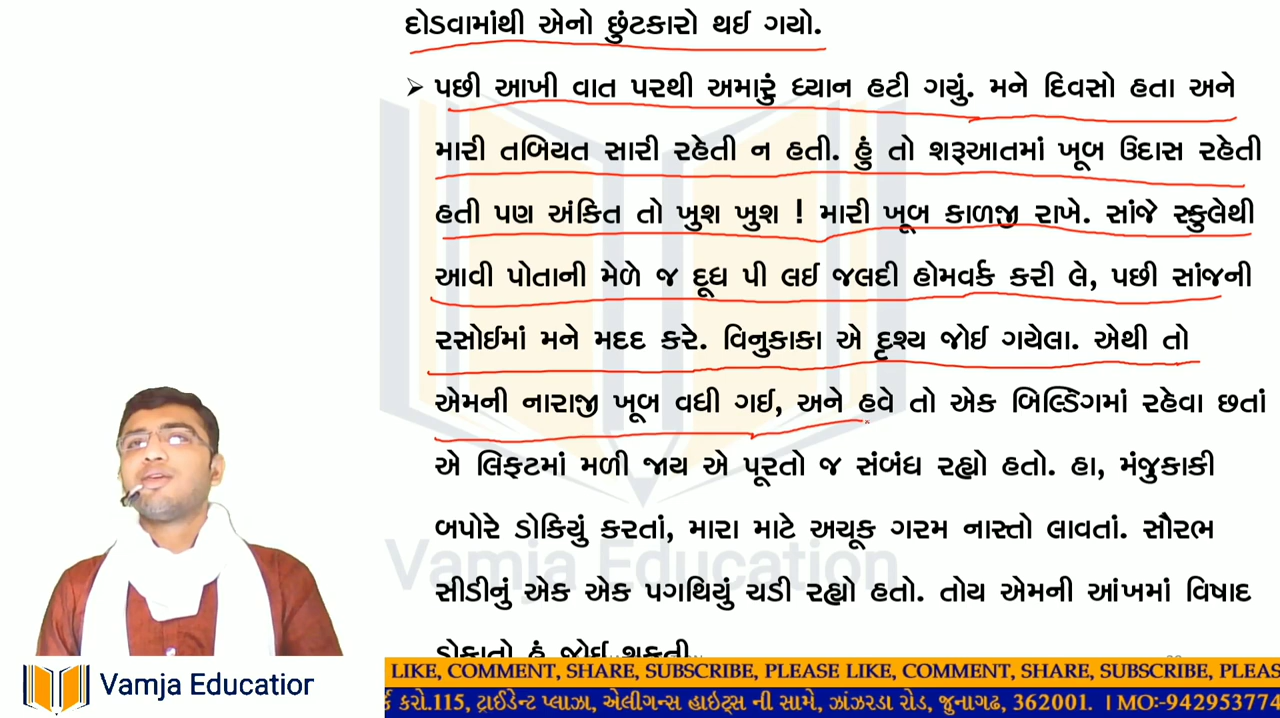 દોડવામાંથી એનો છુંટકારો થઈ ગયો.
➢ પછી આખી વાત પરથી અમારું ધ્યાન હટી ગયું. મને દિવસો હતા અને
મારી તબિયત સારી રહેતી ન હતી. હું તો શરૂઆતમાં ખૂબ ઉદાસ રહેતી
હતી પણ અંકિત તો ખુશ ખુશ ! મારી ખૂબ કાળજી રાખે. સાંજે સ્કુલેથી
આવી પોતાની મેળે જ દૂધ પી લઈ જલદી હોમવર્ક કરી લે, પછી સાંજની
રસોઈમાં મને મદદ કરે. વિનુકાકા એ દૃશ્ય જોઈ ગયેલા. એથી તો
એમની નારાજી ખૂબ વધી ગઈ, અને હવે તો એક બિલ્ડિગમાં રહેવા છતાં
એ લિફ્ટમાં મળી જાય એ પૂરતો જ સંબંધ રહ્યો હતો. હા, મંજુકાકી
બપોરે ડોકિયું કરતાં, મારા માટે અચૂક ગરમ નાસ્તો લાવતાં. સૌરભ
સીડીનું એક એક પગથિયું ચડી રહ્યો હતો. તોય એમની આંખમાં વિષાદ
ડોકાતો હું જોઈ શકતી
Vamja Education
Vamja Educatior
LIKE, COMMENT, SHARE, SUBSCRIBE, PLEASE LIKE, COMMENT, SHARE, SUBSCRIBE, PLEAS
ર્ક કરો.115, ટ્રાઈડેન્ટ પ્લાઝા, એલીગન્સ હાઇટ્સ ની સામે, ઝાંઝરડા રોડ, જુનાગઢ, 362001. । MO:-942953774